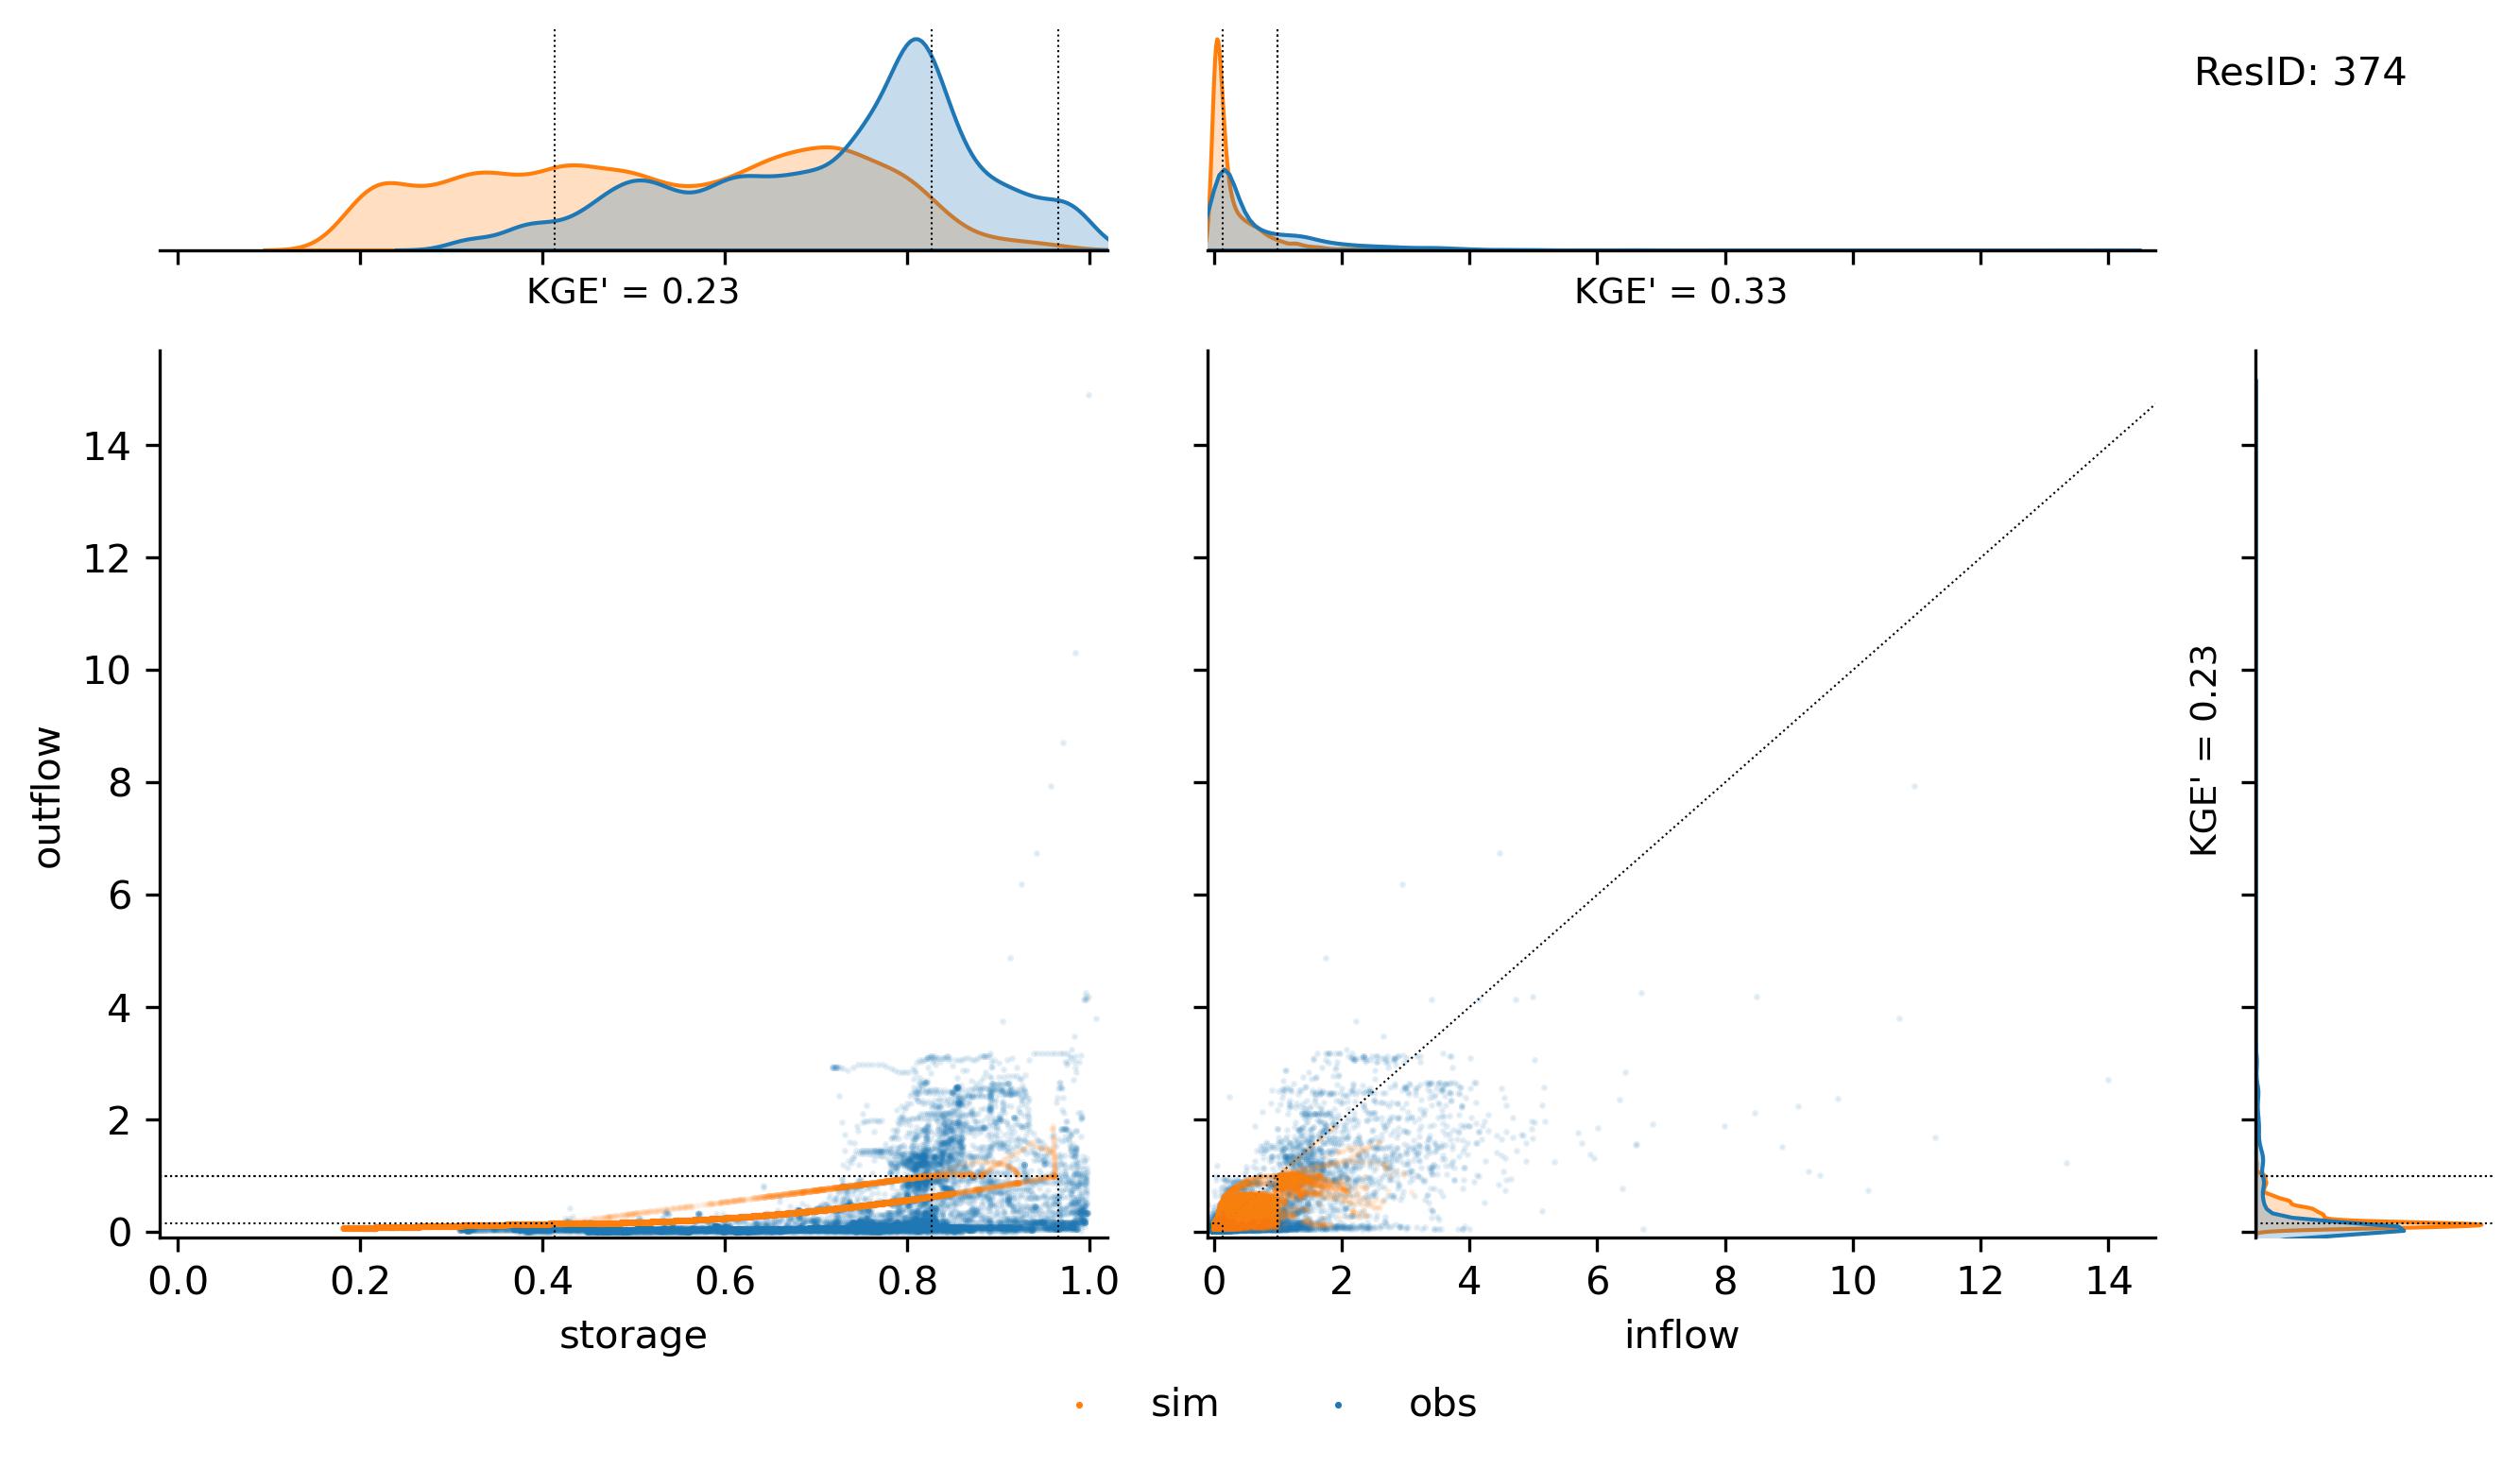 ResID: 374
KGE' = 0.23
KGE' = 0.33
outflow
14
12
10
8
6
4
2
0
KGE' = 0.23
0.0 0.2 0.4 0.6 0.8 1.0
0 2 4 6 8 10 12 14
storage
inflow
sim obs